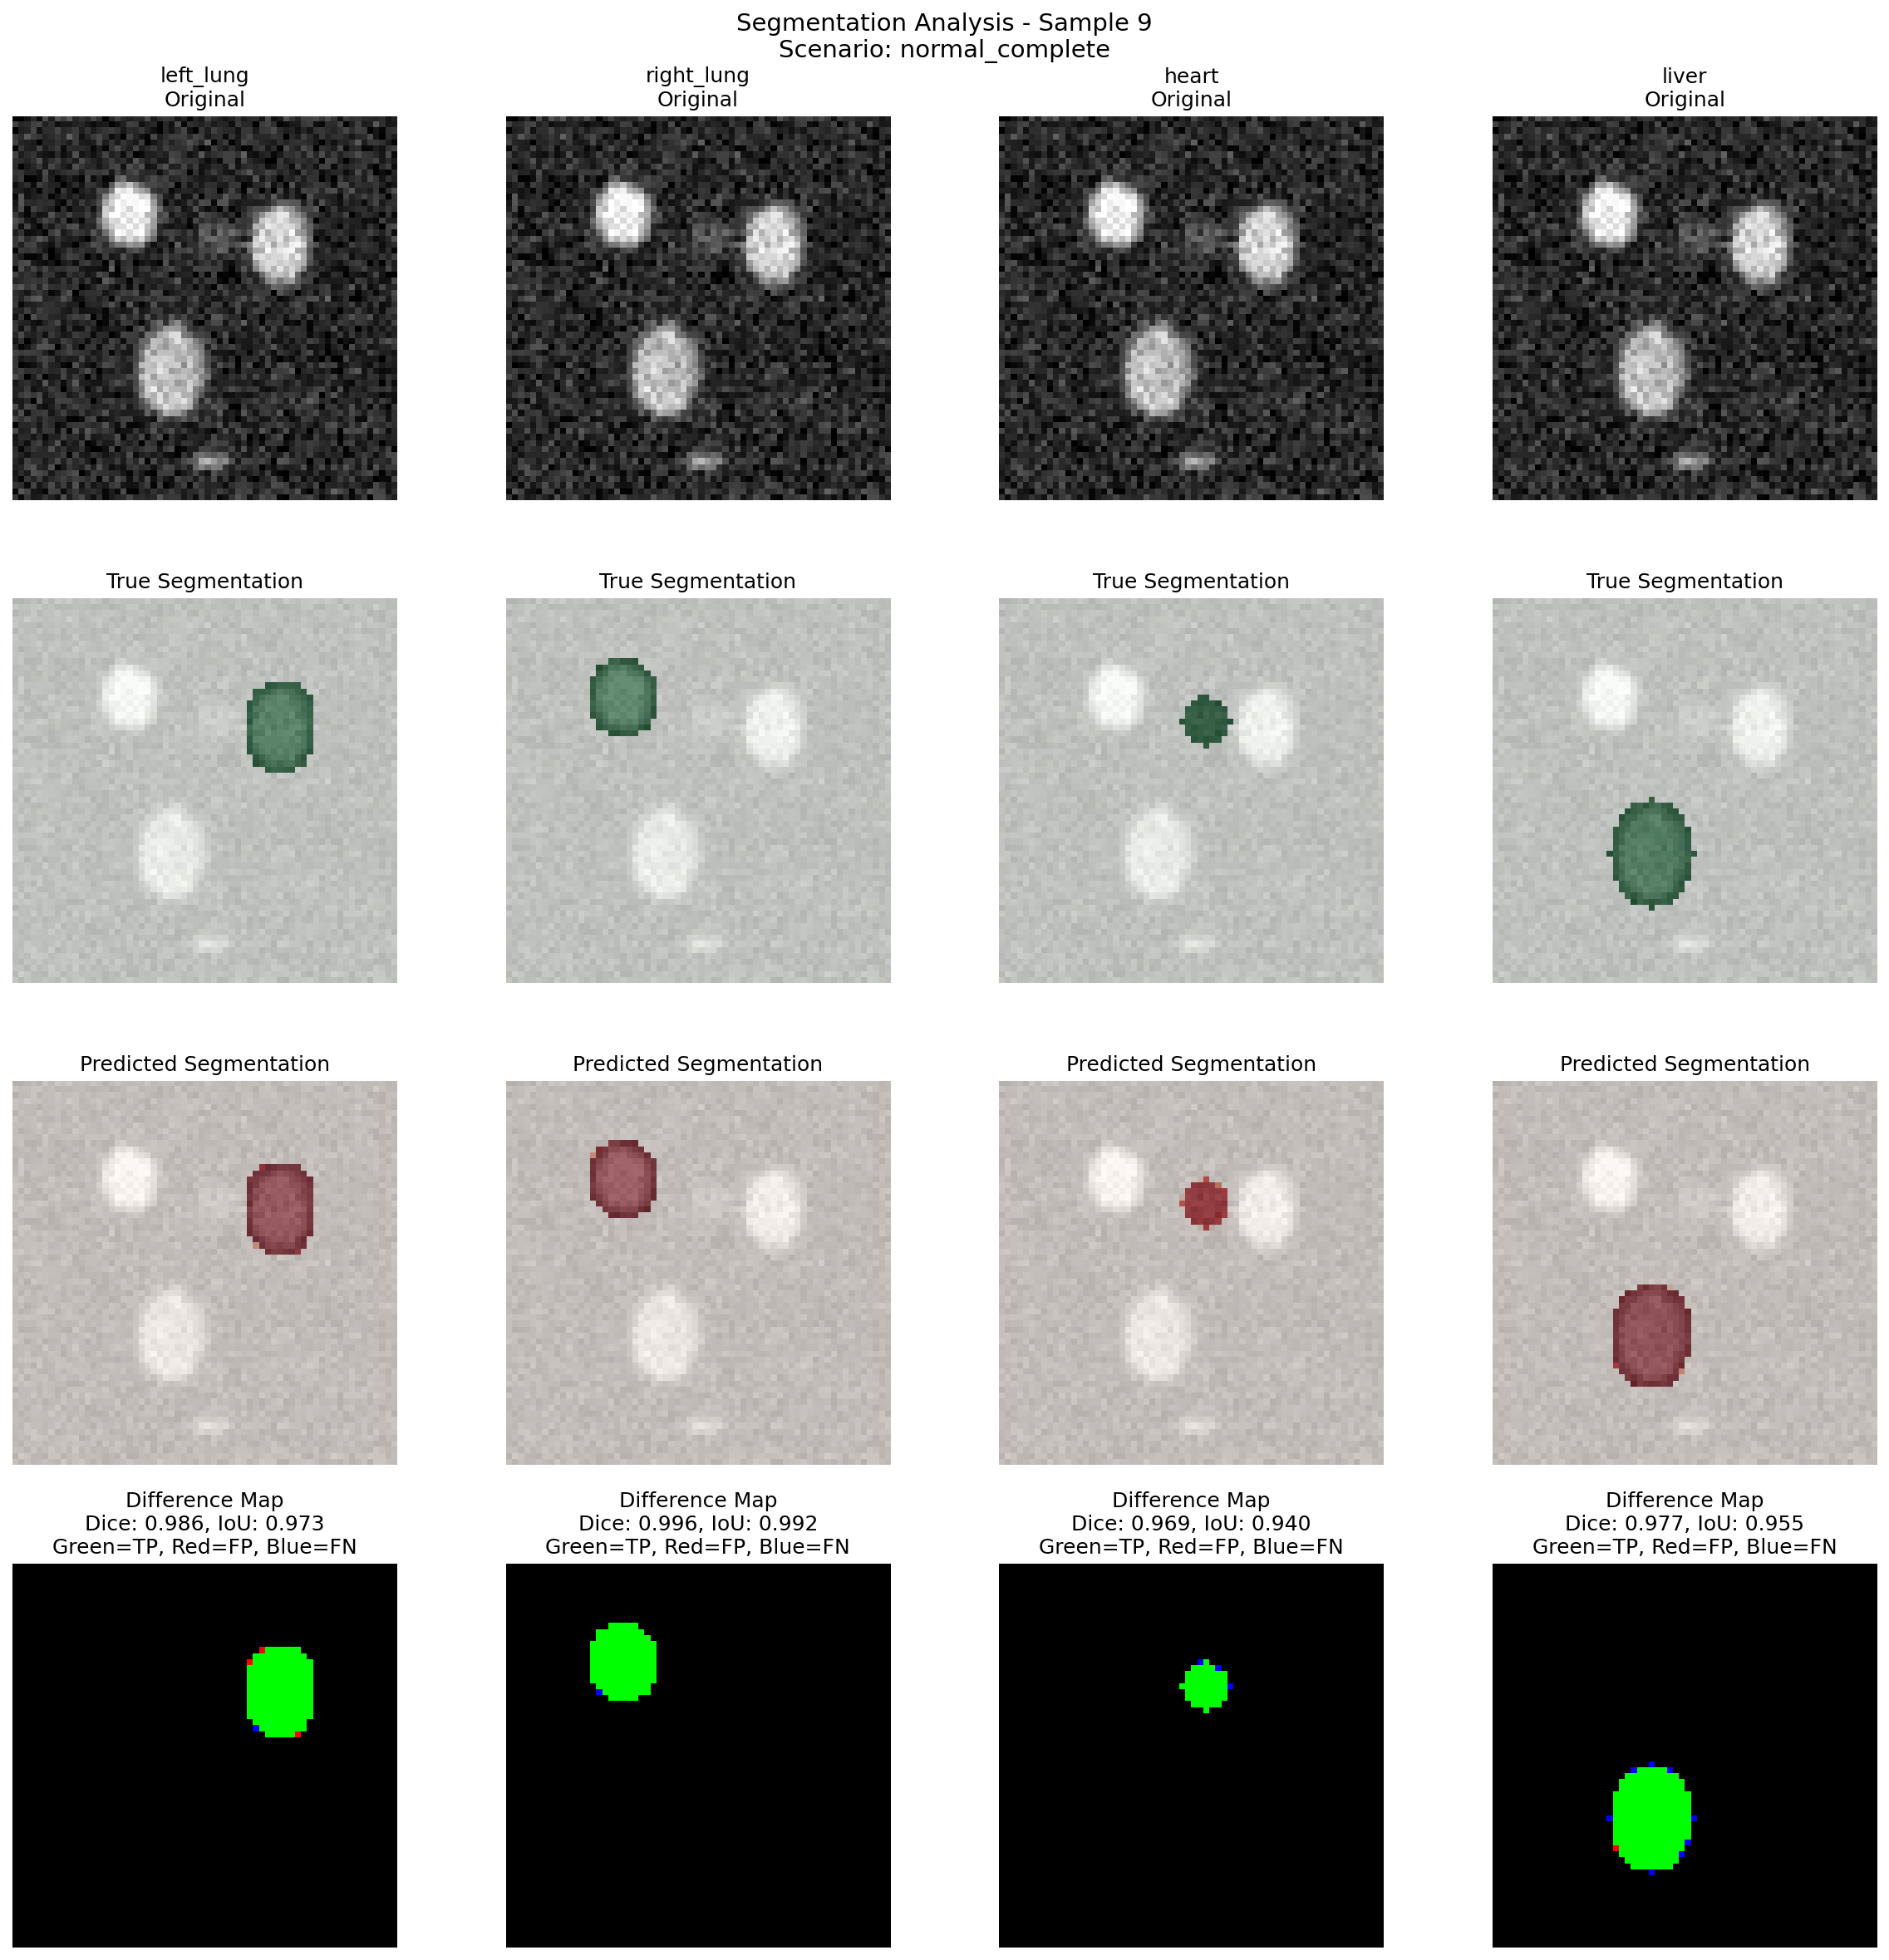 Segmentation Analysis - Sample 9
Scenario: normal_complete
left_lung
Original
right_lung
Original
heart
Original
liver
Original
True Segmentation
True Segmentation
True Segmentation
True Segmentation
Predicted Segmentation
Predicted Segmentation
Predicted Segmentation
Predicted Segmentation
Difference Map
Dice: 0.986, IoU: 0.973
Green=TP, Red=FP, Blue=FN
Difference Map
Dice: 0.996, IoU: 0.992
Green=TP, Red=FP, Blue=FN
Difference Map
Dice: 0.969, IoU: 0.940
Green=TP, Red=FP, Blue=FN
Difference Map
Dice: 0.977, IoU: 0.955
Green=TP, Red=FP, Blue=FN